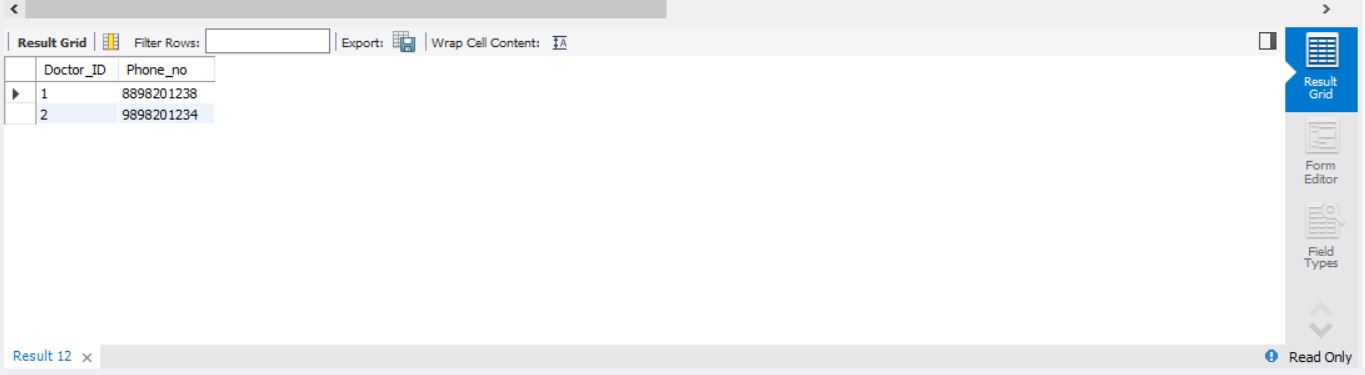 Result Grid Filter Rows: Export: Wrap Cell Content: IA
Doctor_ID Phone_no
1 8898201238
2 9898201234
Result
Grid
Form
Editor
Field
Types
Result 12 × Read Only